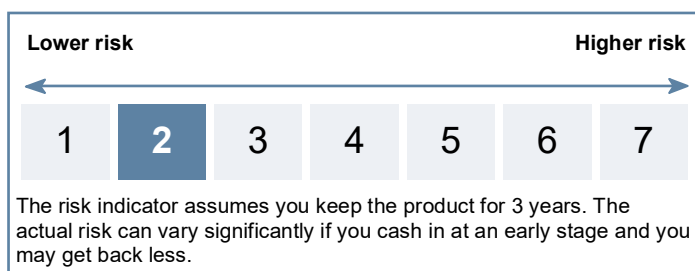 Lower risk Higher risk
1 2 3 4 5 6 7
The risk indicator assumes you keep the product for 3 years. The
actual risk can vary significantly if you cash in at an early stage and you
may get back less.